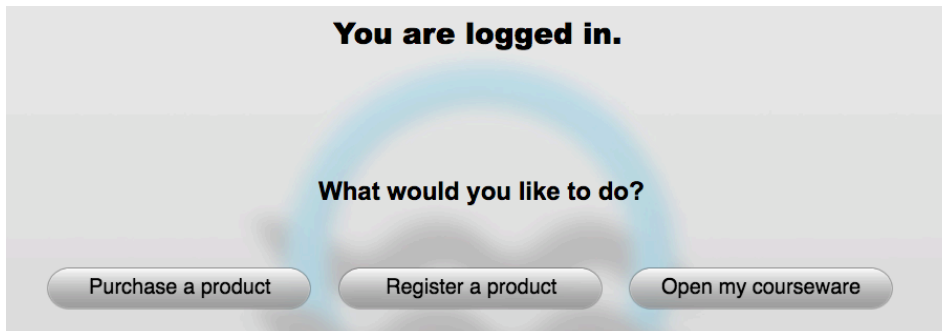 You are logged in.
What would you like to do?
Purchase a product
Register a product
Open my courseware